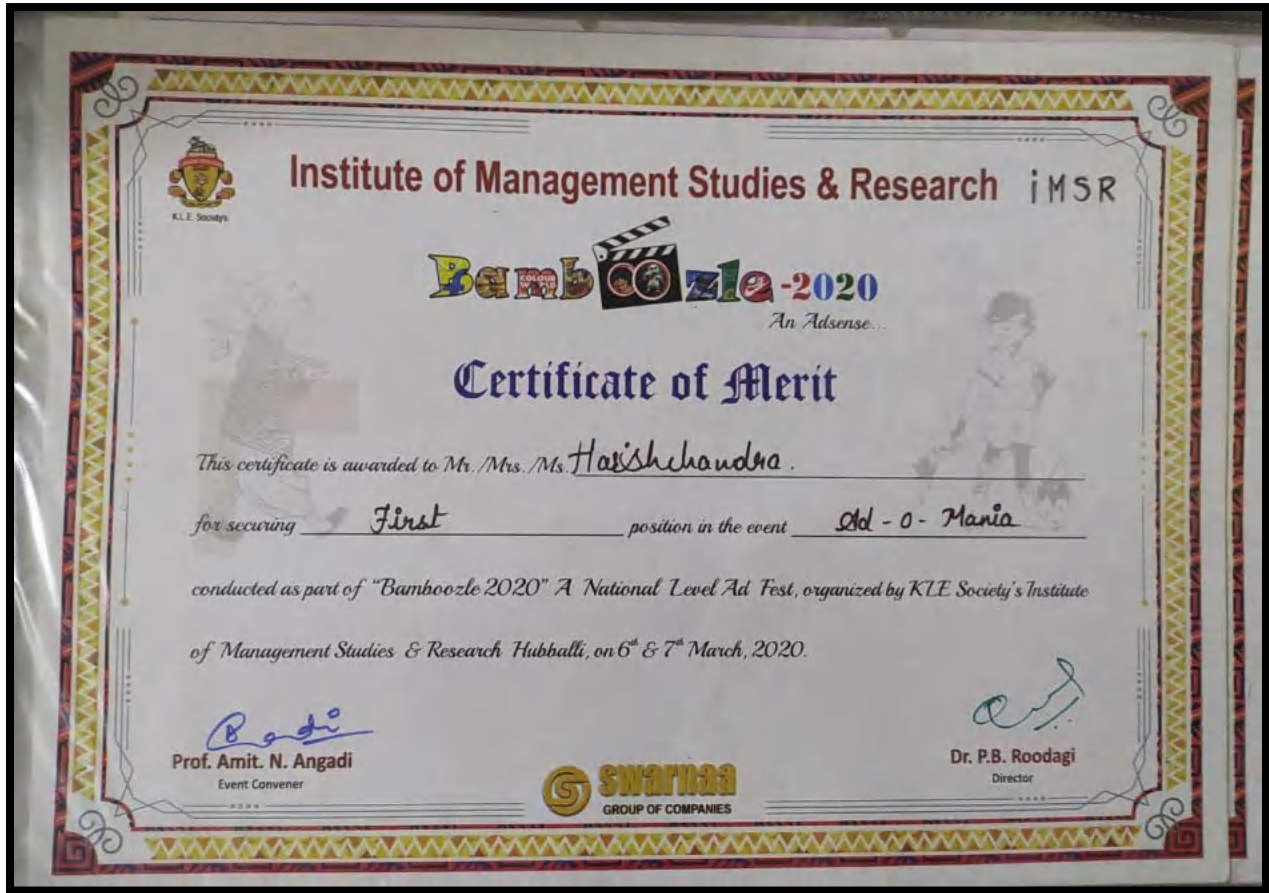 K.L.E. Society's
Institute of Management Studies & Research iMSR
Bamboozle-2020
An Adsense...
Certificate of Merit
This certificate is awarded to Mr./Mrs./Ms. Harishchandra.
for securing First position in the event Ad-O-Mania
conducted as part of "Bamboozle 2020" A National Level Ad Fest, organized by KLE Society's Institute
of Management Studies & Research Hubballi, on 6th & 7th March, 2020.
Prof. Amit. N. Angadi
Event Convener
Dr. P.B. Roodagi
Director
swarnaa
GROUP OF COMPANIES